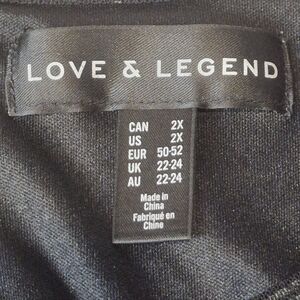 LOVE & LEGEND
CAN 2X
US 2X
EUR 50-52
UK 22-24
AU 22-24
Made in
China
Fabriqué en
Chine